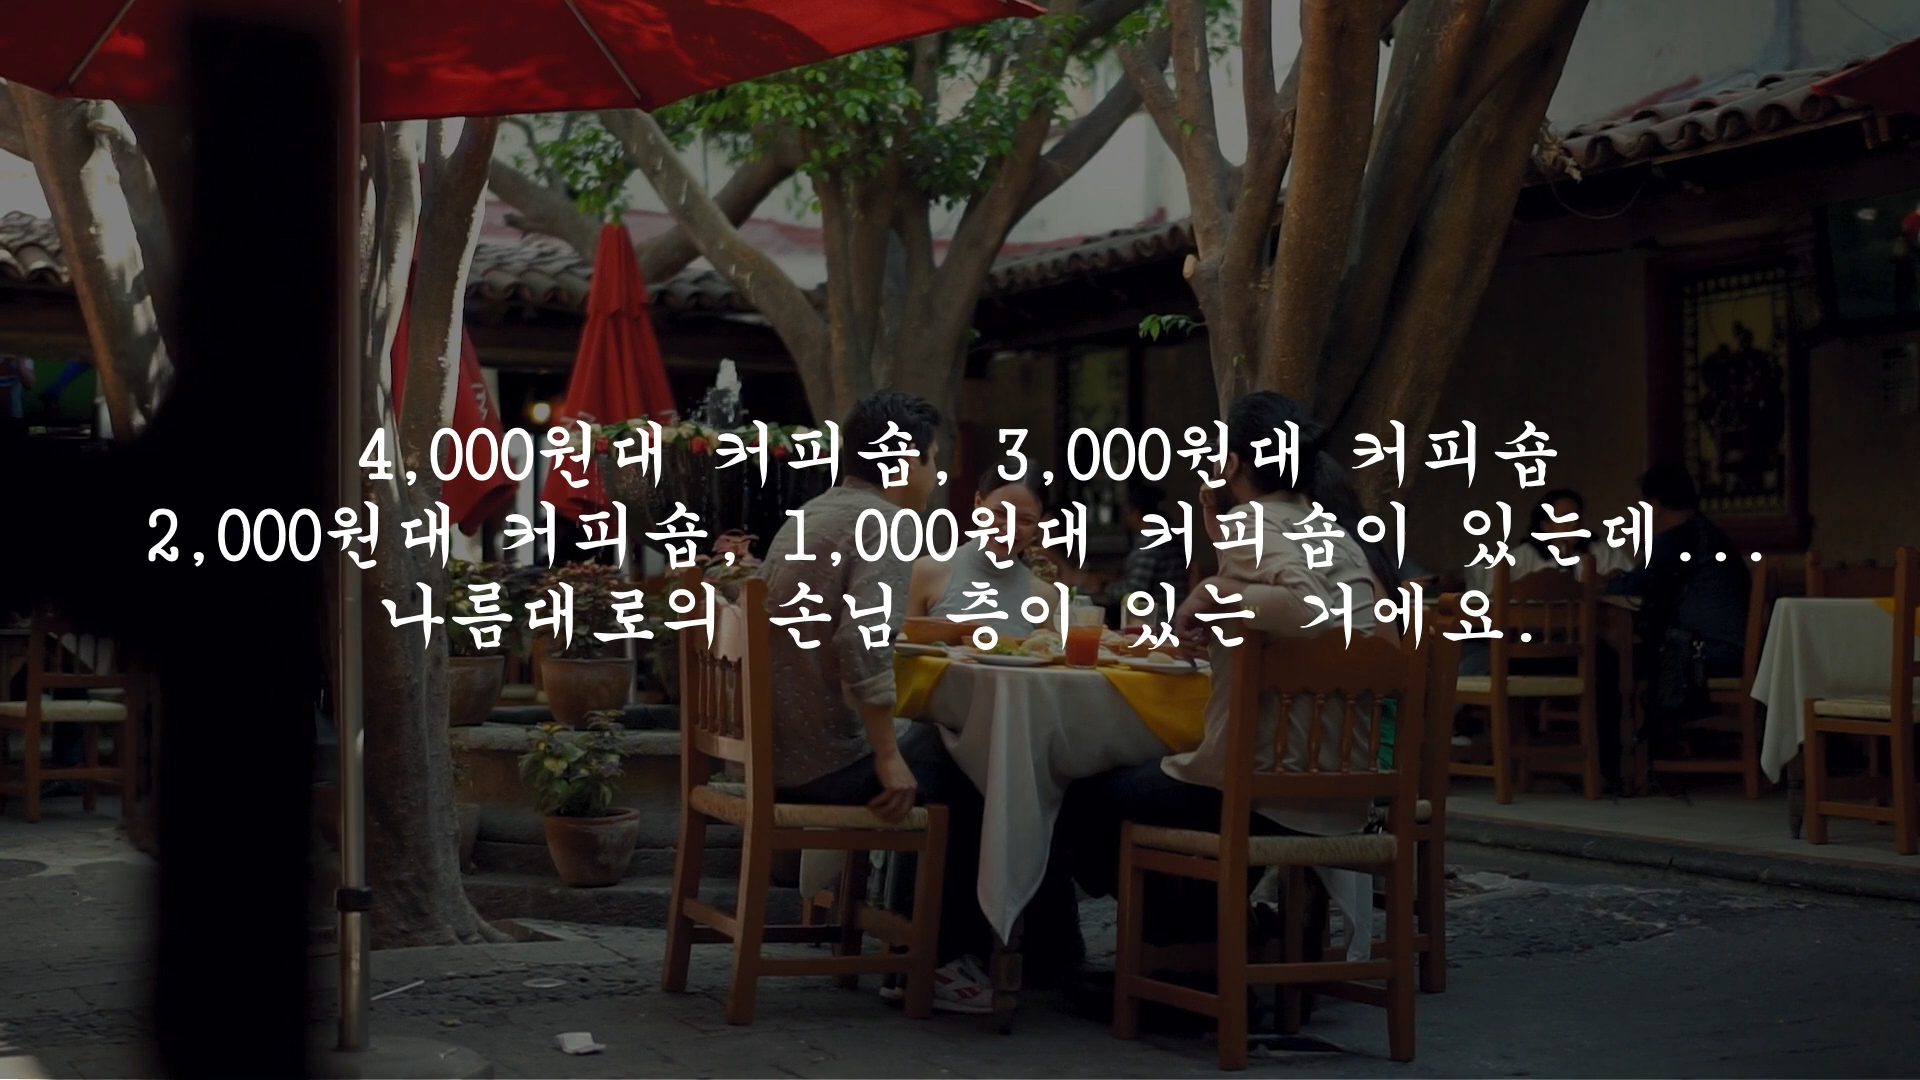 4,000원대 커피숍, 3,000원대 커피숍
2,000원대 커피숍, 1,000원대 커피숍이 있는데...
나름대로의 손님 층이 있는 거에요.